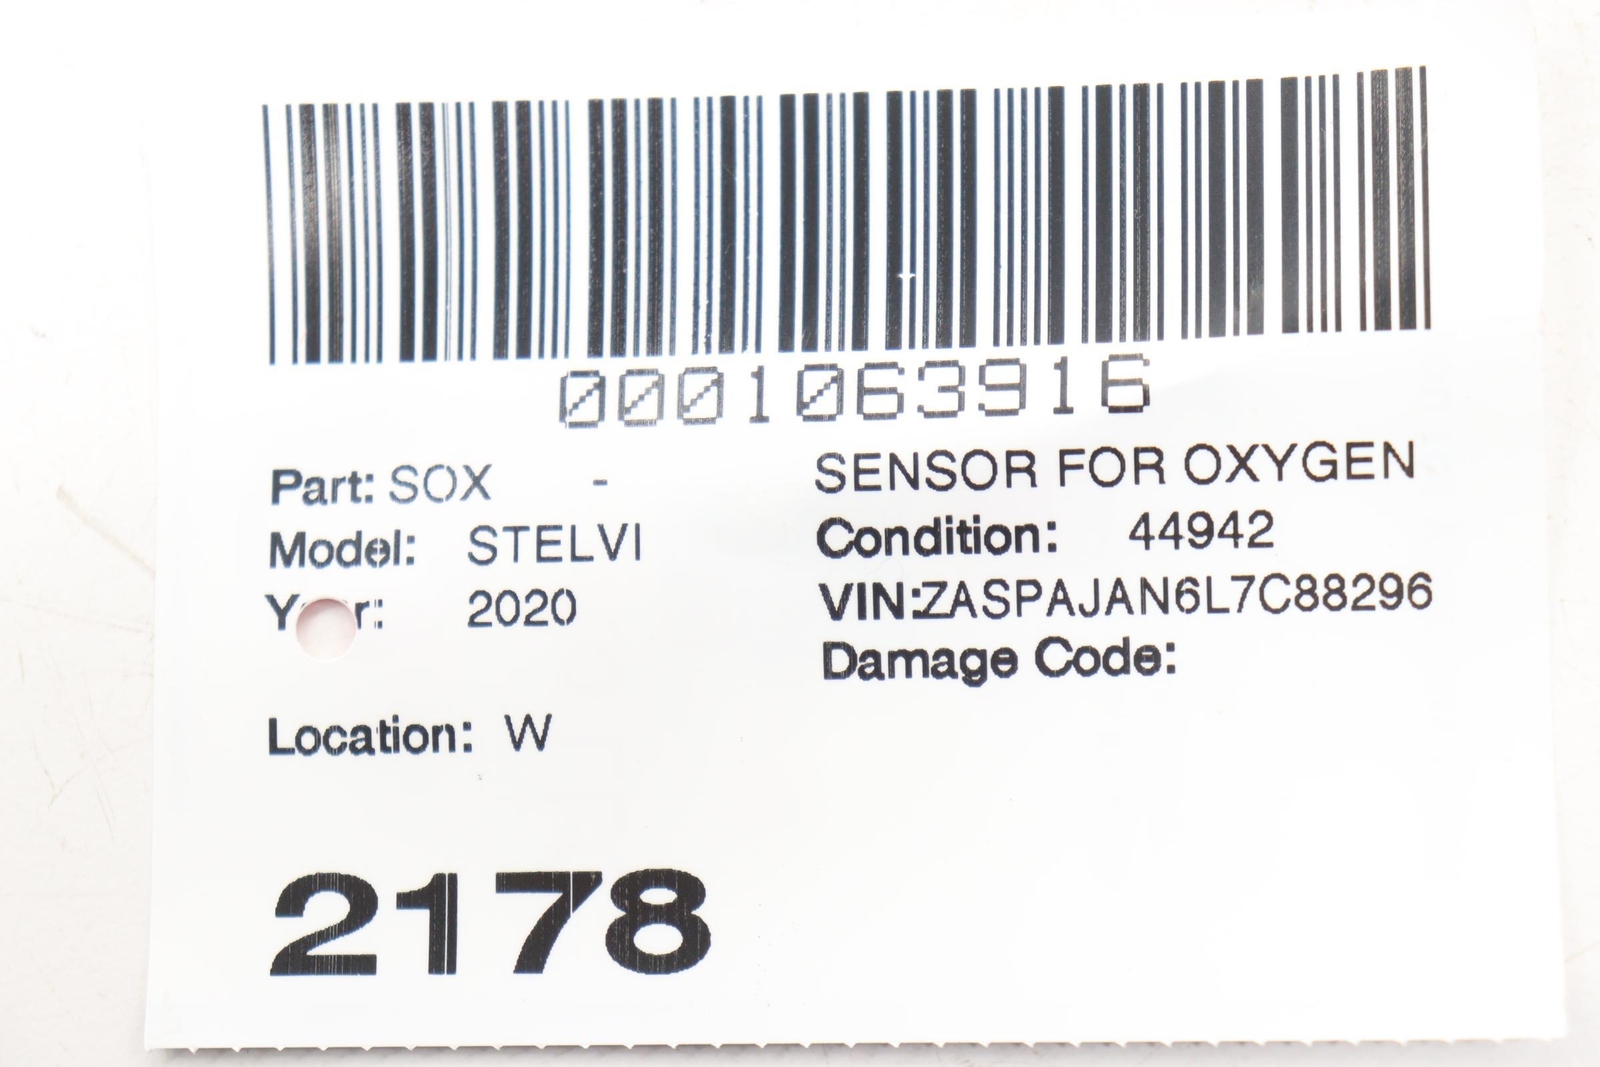 0001063916
Part: SOX - SENSOR FOR OXYGEN
Model: STELVI Condition: 44942
2020 VIN:ZASPAJAN6L7C88296
Damage Code:
Location: W
2178